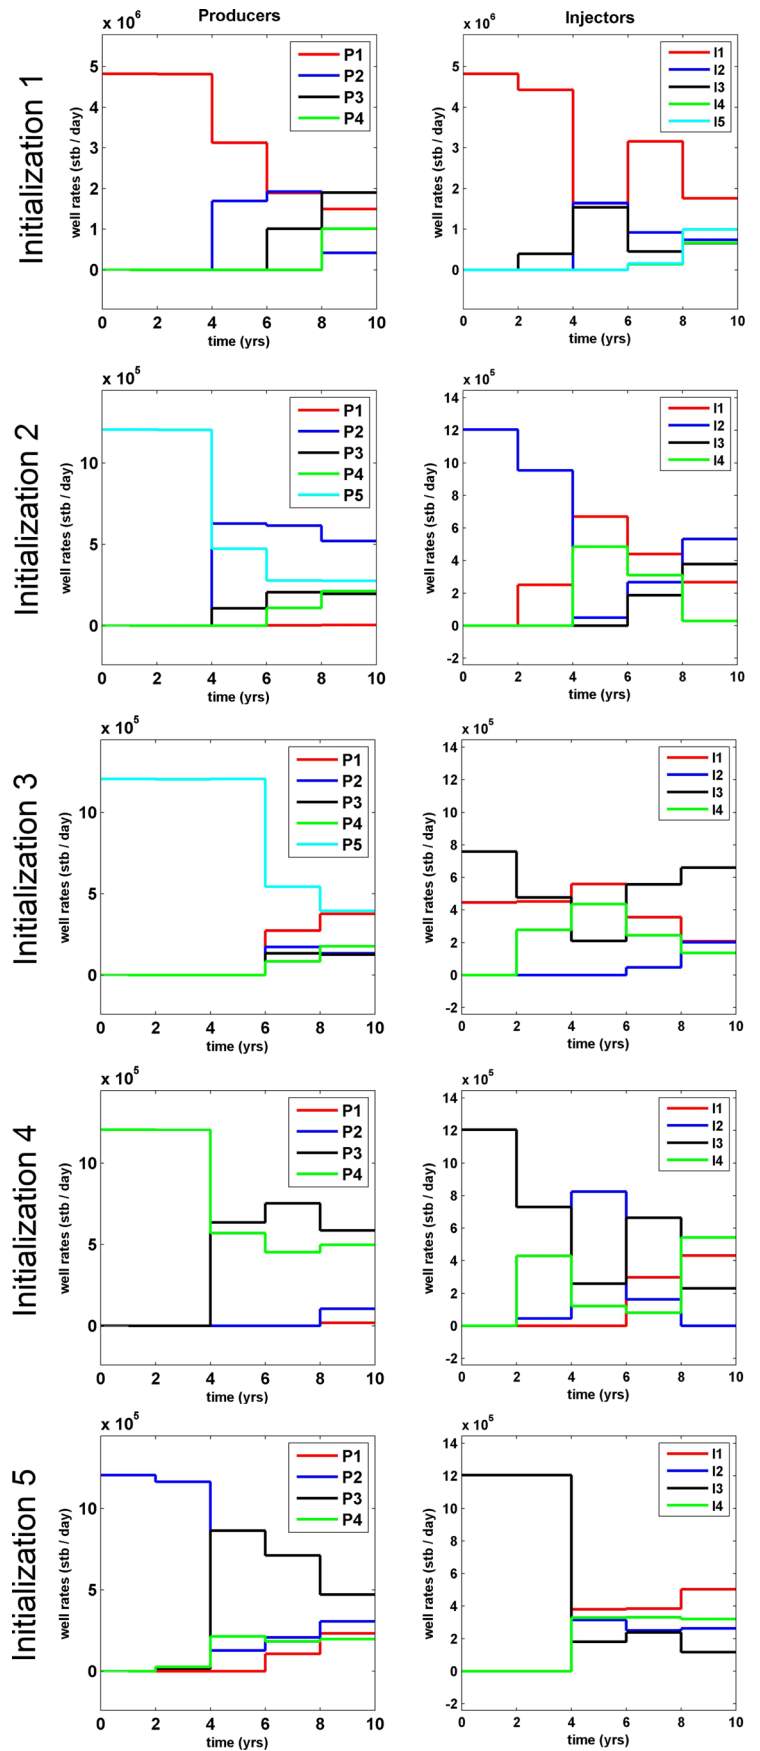 Producers
Injectors
Initialization 1
x 10^6
well rates (stb / day)
5
4
3
2
1
0
P1
P2
P3
P4
0 2 4 6 8 10
time (yrs)
x 10^6
well rates (stb / day)
5
4
3
2
1
0
I1
I2
I3
I4
I5
0 2 4 6 8 10
time (yrs)
Initialization 2
x 10^5
well rates (stb / day)
10
5
0
P1
P2
P3
P4
P5
0 2 4 6 8 10
time (yrs)
x 10^5
well rates (stb / day)
14
12
10
8
6
4
2
0
-2
I1
I2
I3
I4
0 2 4 6 8 10
time (yrs)
Initialization 3
x 10^5
well rates (stb / day)
10
5
0
P1
P2
P3
P4
P5
0 2 4 6 8 10
time (yrs)
x 10^5
well rates (stb / day)
14
12
10
8
6
4
2
0
-2
I1
I2
I3
I4
0 2 4 6 8 10
time (yrs)
Initialization 4
x 10^5
well rates (stb / day)
10
5
0
P1
P2
P3
P4
0 2 4 6 8 10
time (yrs)
x 10^5
well rates (stb / day)
14
12
10
8
6
4
2
0
-2
I1
I2
I3
I4
0 2 4 6 8 10
time (yrs)
Initialization 5
x 10^5
well rates (stb / day)
10
5
0
P1
P2
P3
P4
0 2 4 6 8 10
time (yrs)
x 10^5
well rates (stb / day)
14
12
10
8
6
4
2
0
-2
I1
I2
I3
I4
0 2 4 6 8 10
time (yrs)